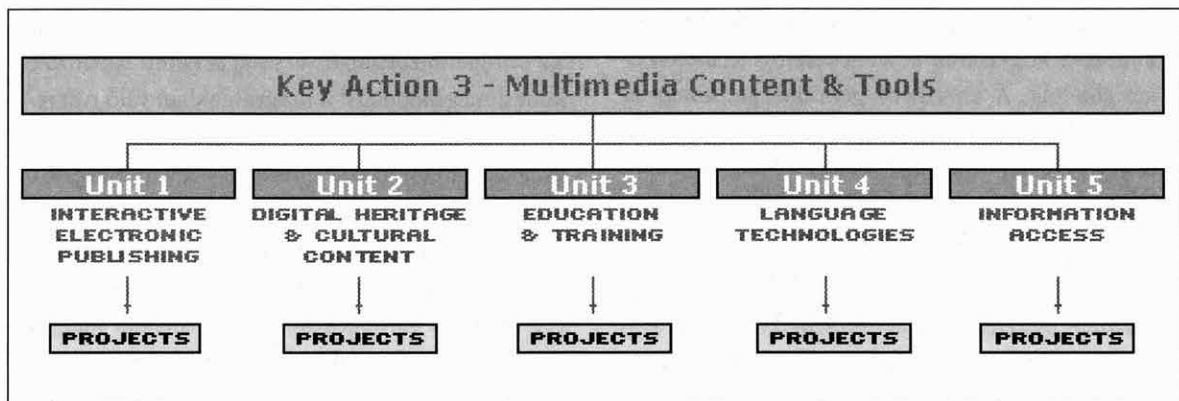 Key Action 3 - Multimedia Content & Tools
Unit 1
INTERACTIVE
ELECTRONIC
PUBLISHING
PROJECTS
Unit 2
DIGITAL HERITAGE
& CULTURAL
CONTENT
PROJECTS
Unit 3
EDUCATION
& TRAINING
PROJECTS
Unit 4
LANGUAGE
TECHNOLOGIES
PROJECTS
Unit 5
INFORMATION
ACCESS
PROJECTS